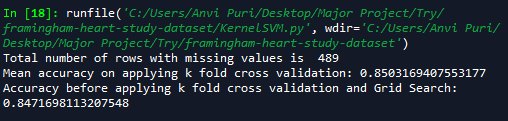 In [18]: runfile('C:/Users/Anvi Puri/Desktop/Major Project/Try/
framingham-heart-study-dataset/KernelSVM.py', wdir='C:/Users/Anvi Puri/
Desktop/Major Project/Try/framingham-heart-study-dataset')
Total number of rows with missing values is  489
Mean accuracy on applying k fold cross validation: 0.8503169407553177
Accuracy before applying k fold cross validation and Grid Search:
0.8471698113207548